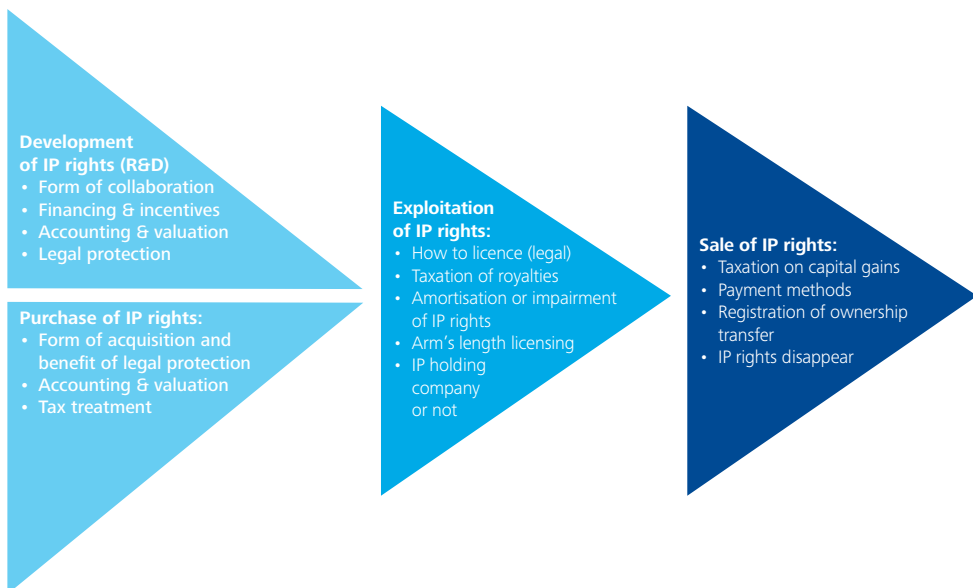 Development
of IP rights (R&D)
• Form of collaboration
• Financing & incentives
• Accounting & valuation
• Legal protection
Purchase of IP rights:
• Form of acquisition and
benefit of legal protection
• Accounting & valuation
• Tax treatment
Exploitation
of IP rights:
• How to licence (legal)
• Taxation of royalties
• Amortisation or impairment
of IP rights
• Arm's length licensing
• IP holding
company
or not
Sale of IP rights:
• Taxation on capital gains
• Payment methods
• Registration of ownership
transfer
• IP rights disappear